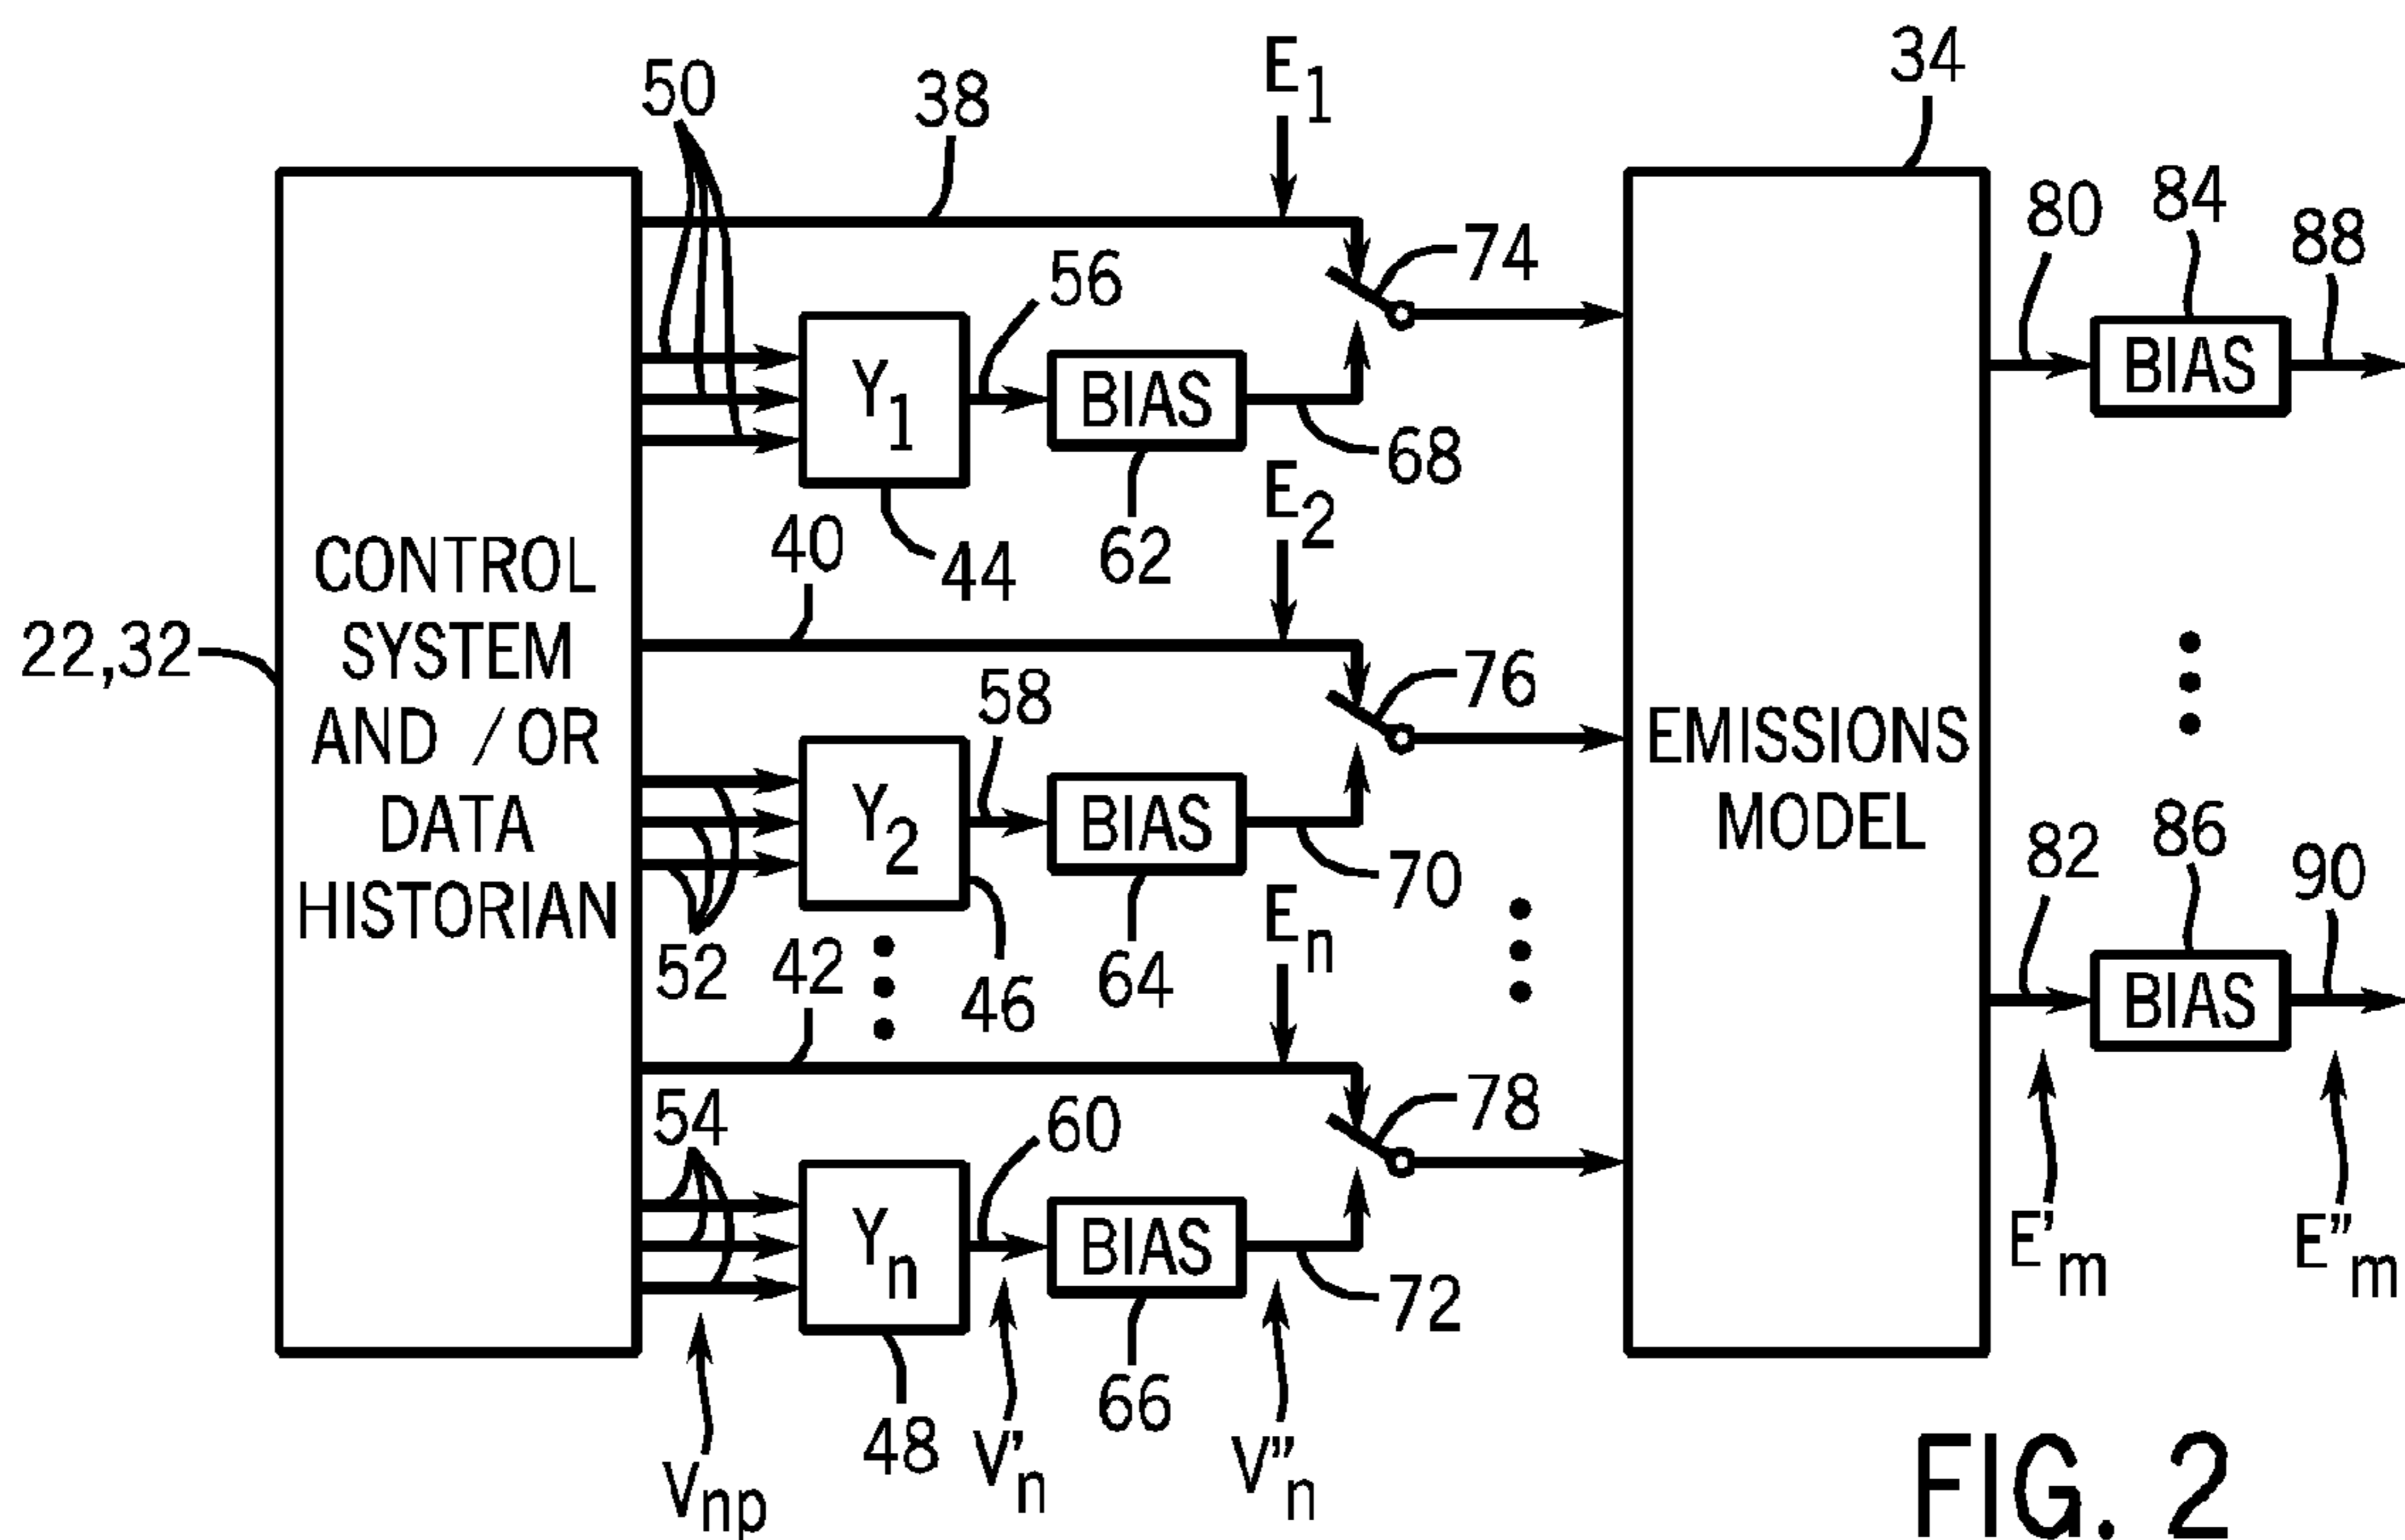 50
38
E1
34
80
84
88
74
56
Y1
BIAS
BIAS
68
E2
40
44
62
22,32
CONTROL
SYSTEM
AND /OR
DATA
HISTORIAN
58
76
EMISSIONS
MODEL
Y2
BIAS
70
En
82
86
90
52
42
46
64
BIAS
54
60
78
Yn
BIAS
72
E'm
E"m
48
66
Vnp
V'n
V"n
FIG. 2